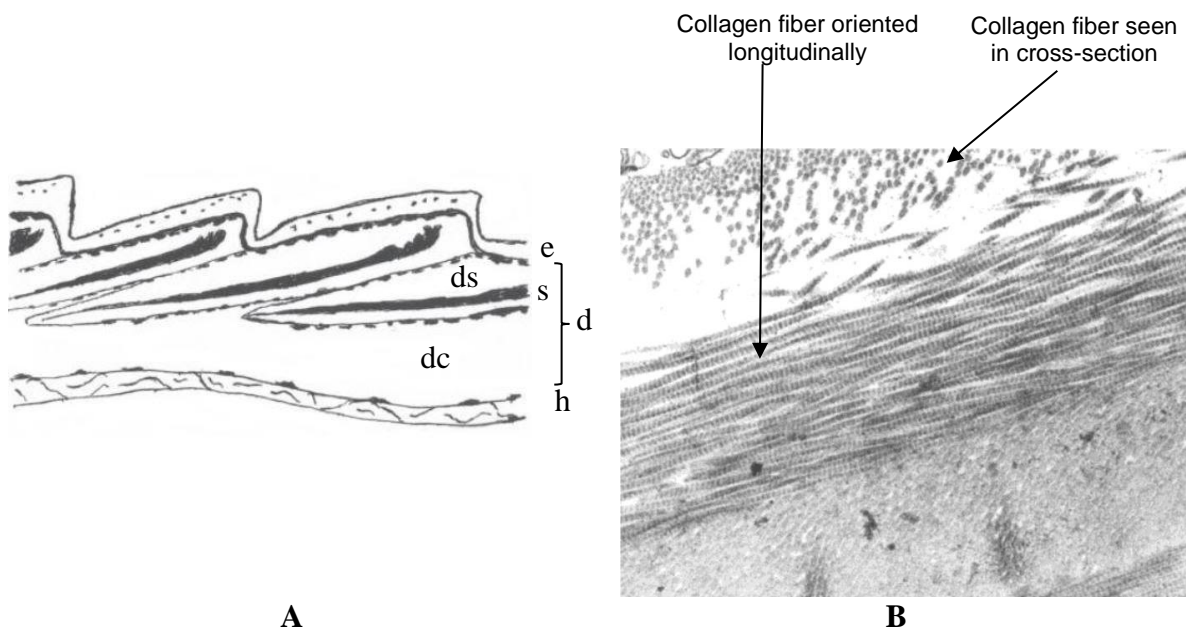 Collagen fiber oriented
longitudinally
Collagen fiber seen
in cross-section
e
ds
s
d
dc
h
A
B